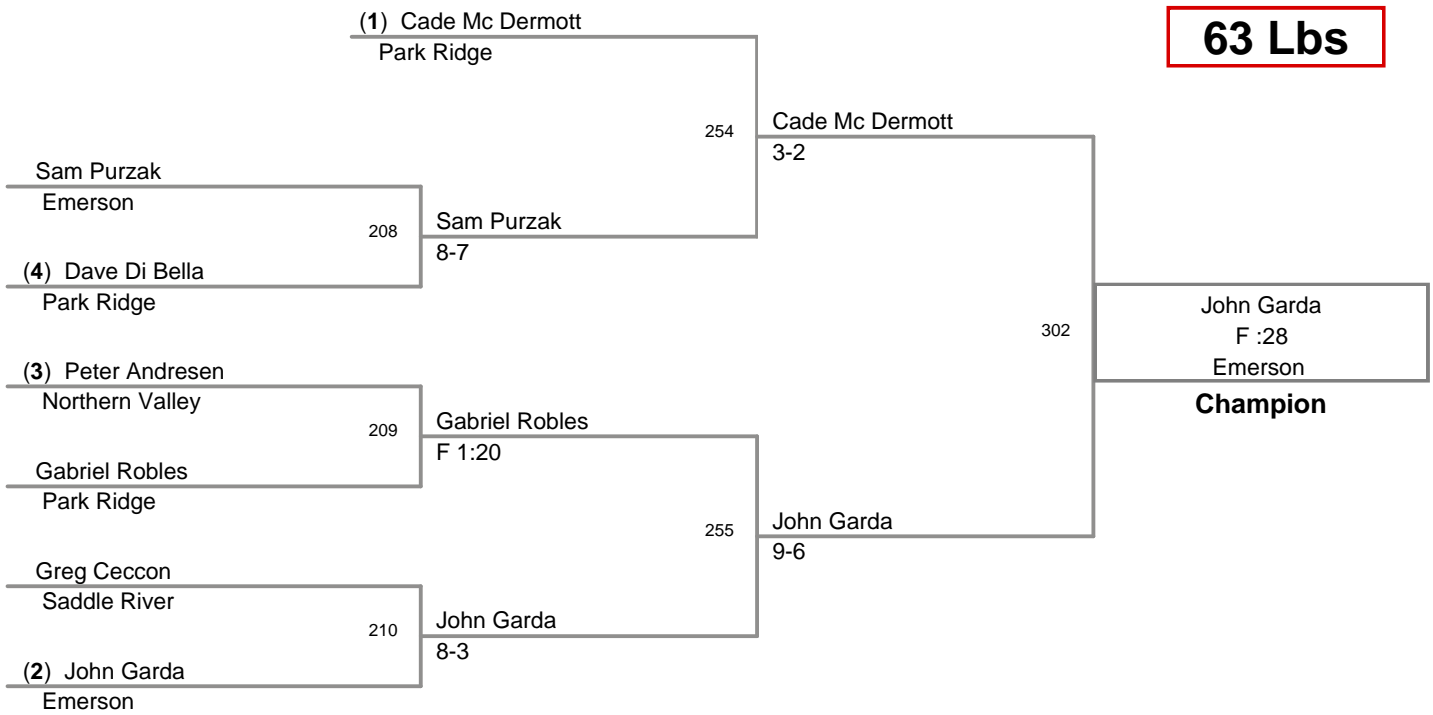 (1) Cade Mc Dermott
Park Ridge
63 Lbs
254
Cade Mc Dermott
3-2
Sam Purzak
Emerson
208
Sam Purzak
8-7
(4) Dave Di Bella
Park Ridge
302
John Garda
F :28
Emerson
Champion
(3) Peter Andresen
Northern Valley
209
Gabriel Robles
F 1:20
Gabriel Robles
Park Ridge
255
John Garda
9-6
Greg Ceccon
Saddle River
210
John Garda
8-3
(2) John Garda
Emerson